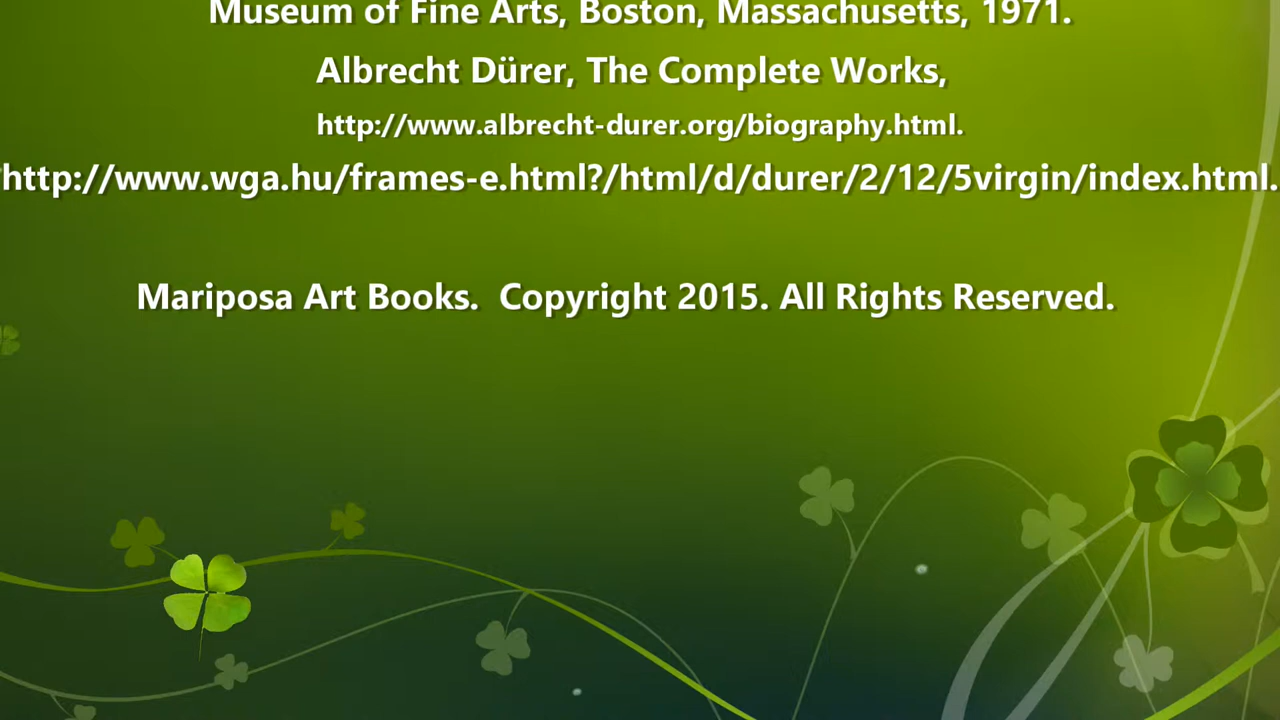 Museum of Fine Arts, Boston, Massachusetts, 1971.
Albrecht Dürer, The Complete Works,
http://www.albrecht-durer.org/biography.html.
http://www.wga.hu/frames-e.html?/html/d/durer/2/12/5virgin/index.html.
Mariposa Art Books. Copyright 2015. All Rights Reserved.